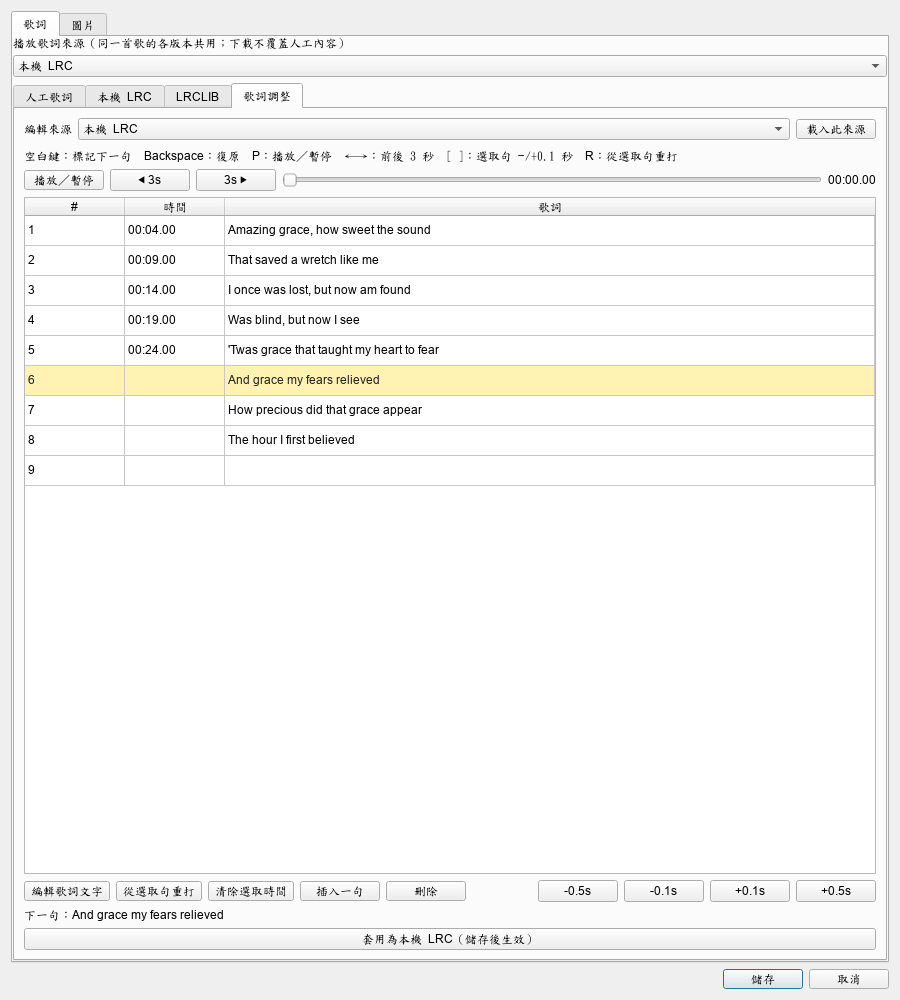 歌詞 圖片
播放歌詞來源（同一首歌的各版本共用；下載不覆蓋人工內容）
本機 LRC
人工歌詞 本機 LRC LRCLIB 歌詞調整
編輯來源 本機 LRC 載入此來源
空白鍵：標記下一句 Backspace：復原 P：播放／暫停 ←→：前後 3 秒 [ ]：選取句 -/+0.1 秒 R：從選取句重打
播放／暫停 ◀ 3s 3s ▶ 00:00.00
# 時間 歌詞
1 00:04.00 Amazing grace, how sweet the sound
2 00:09.00 That saved a wretch like me
3 00:14.00 I once was lost, but now am found
4 00:19.00 Was blind, but now I see
5 00:24.00 'Twas grace that taught my heart to fear
6 And grace my fears relieved
7 How precious did that grace appear
8 The hour I first believed
9
編輯歌詞文字 從選取句重打 清除選取時間 插入一句 刪除 -0.5s -0.1s +0.1s +0.5s
下一句：And grace my fears relieved
套用為本機 LRC（儲存後生效）
儲存 取消